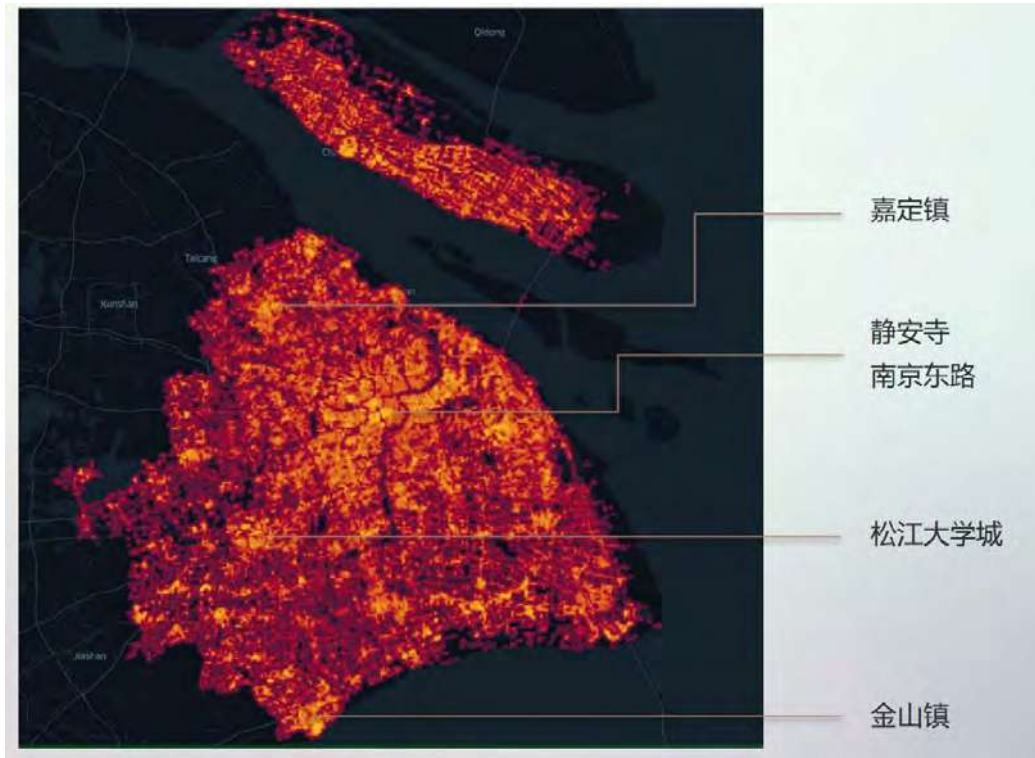 Qidong
Taicang
Kunshan
Jiashan
嘉定镇
静安寺
南京东路
松江大学城
金山镇